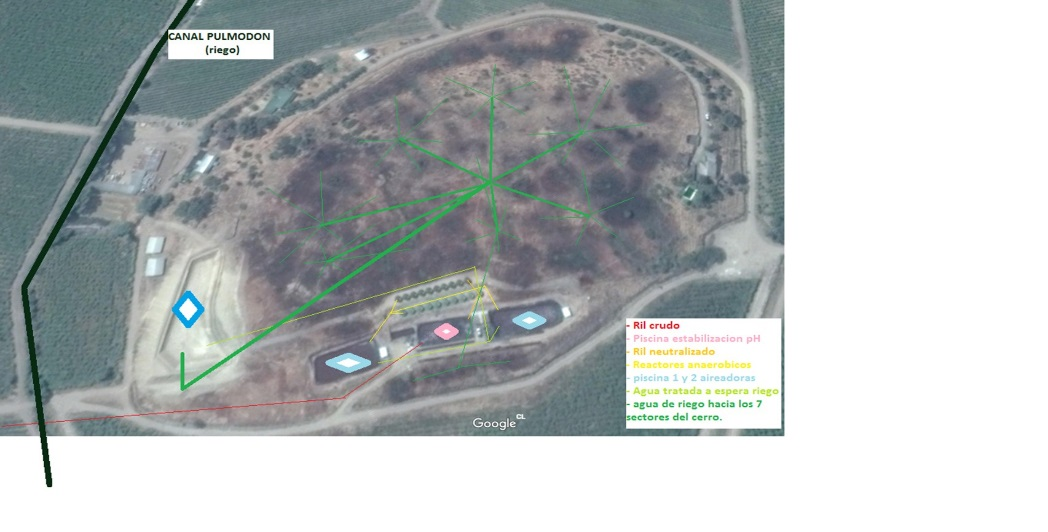 CANAL PULMODON
(riego)
- Ril crudo
- Piscina estabilizacion pH
- Ril neutralizado
- Reactores anaerobicos
- piscina 1 y 2 aireadoras
- Agua tratada a espera riego
- agua de riego hacia los 7
sectores del cerro.
Google
CL